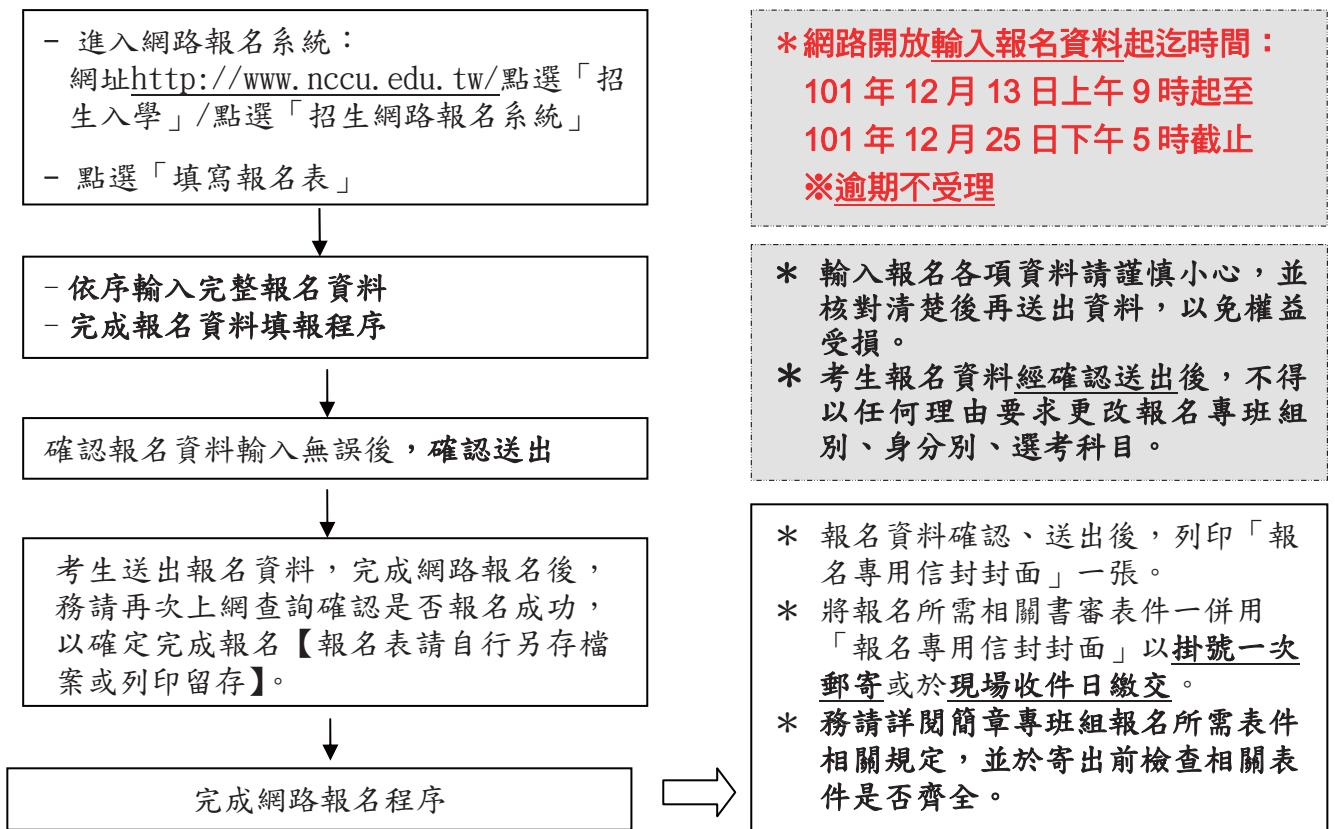 - 進入網路報名系統：
網址http://www.nccu.edu.tw/點選「招
生入學」/點選「招生網路報名系統」
- 點選「填寫報名表」
-依序輸入完整報名資料
-完成報名資料填報程序
確認報名資料輸入無誤後，確認送出
考生送出報名資料，完成網路報名後，
務請再次上網查詢確認是否報名成功，
以確定完成報名【報名表請自行另存檔
案或列印留存】。
完成網路報名程序
＊網路開放輸入報名資料起迄時間：
101 年 12 月 13 日上午 9 時起至
101 年 12 月 25 日下午 5 時截止
※逾期不受理
＊ 輸入報名各項資料請謹慎小心，並
核對清楚後再送出資料，以免權益
受損。
＊ 考生報名資料經確認送出後，不得
以任何理由要求更改報名專班組
別、身分別、選考科目。
＊ 報名資料確認、送出後，列印「報
名專用信封封面」一張。
＊ 將報名所需相關書審表件一併用
「報名專用信封封面」以掛號一次
郵寄或於現場收件日繳交。
＊ 務請詳閱簡章專班組報名所需表件
相關規定，並於寄出前檢查相關表
件是否齊全。